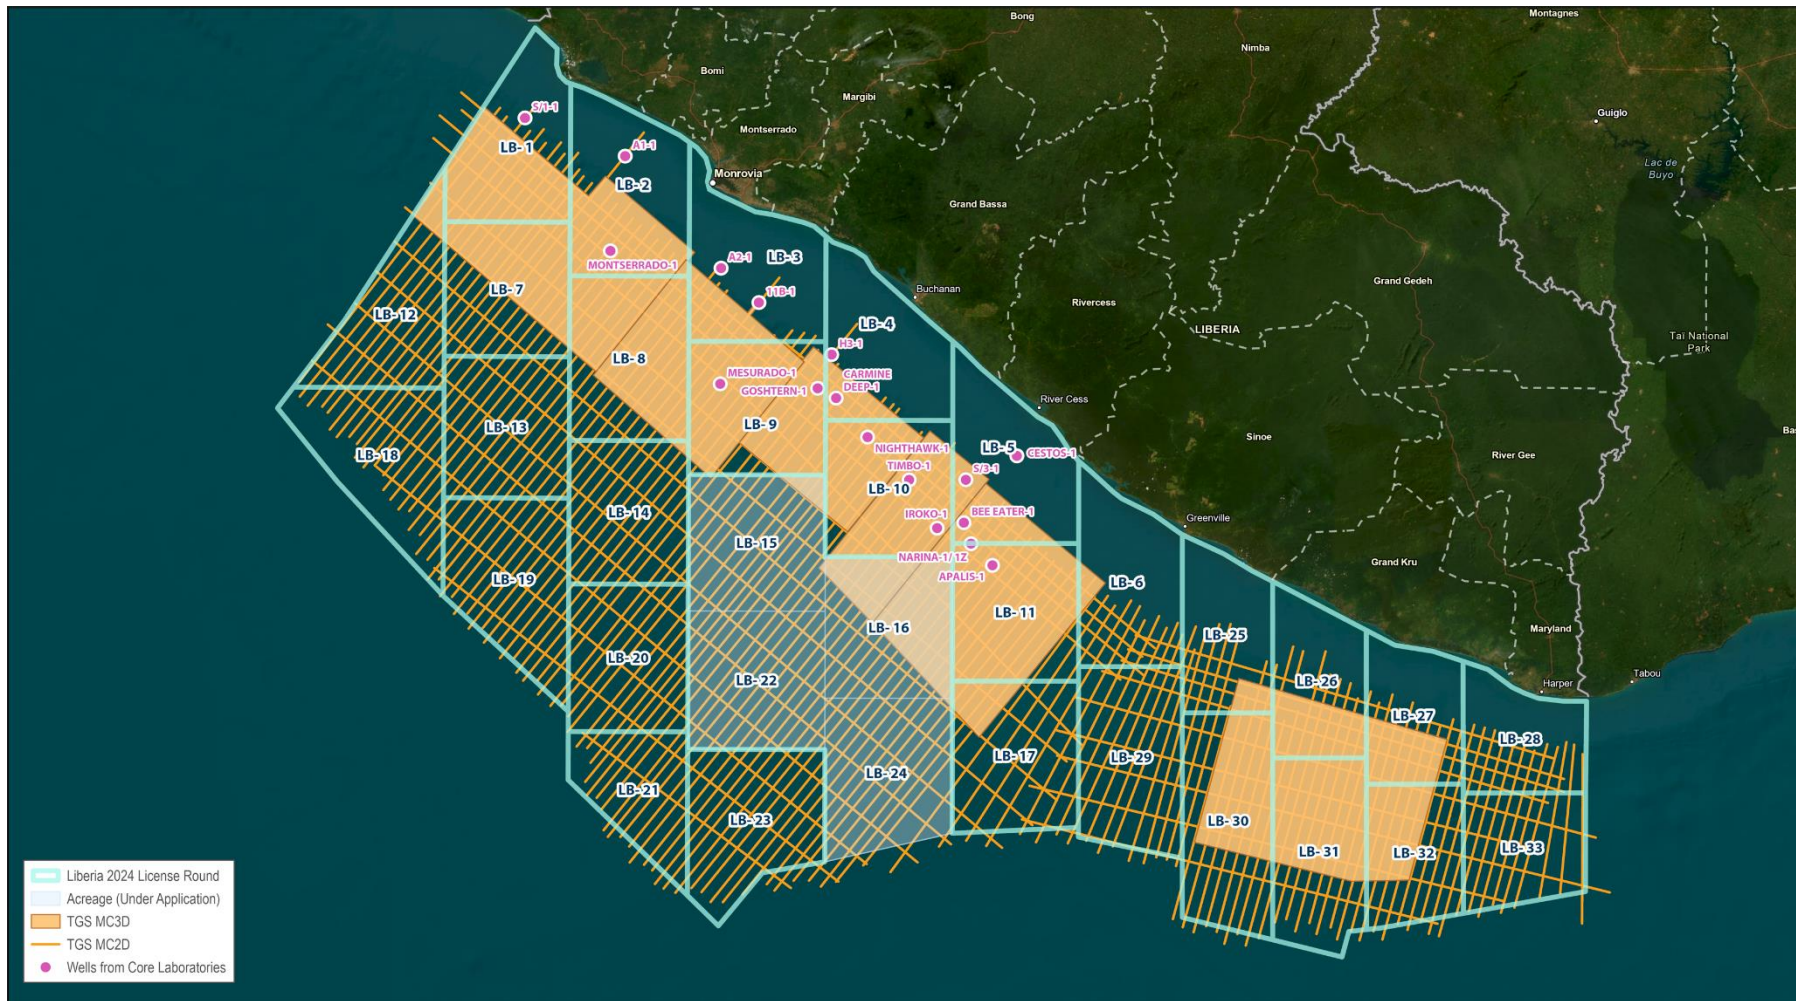 Montagnes
Bong
Nimba
Bomi
Margibi
Guiglo
S/1-1
Montserrado
LB- 1
A1-1
Lac de
Buyo
Monrovia
LB- 2
Grand Bassa
LB- 3
A2-1
MONTSERRADO-1
Grand Gedeh
LB- 7
Buchanan
11B-1
Rivercess
LB- 12
LB- 4
LIBERIA
Taï National
Park
H3-1
LB- 8
MESURADO-1
CARMINE
DEEP-1
GOSHTERN-1
River Cess
LB- 13
LB- 9
Bas
Sinoe
NIGHTHAWK-1
LB- 5
CESTOS-1
LB- 18
River Gee
TIMBO-1
S/3-1
LB- 10
LB- 14
IROKO-1
BEE EATER-1
Greenville
LB- 15
NARINA-1/ 1Z
Grand Kru
APALIS-1
LB- 19
LB- 6
LB- 11
LB- 16
Maryland
LB- 25
LB- 20
LB- 22
LB- 26
Harper
Tabou
LB- 27
LB- 28
LB- 17
LB- 29
LB- 24
LB- 21
LB- 23
LB- 30
LB- 31
LB- 32
LB- 33
Liberia 2024 License Round
Acreage (Under Application)
TGS MC3D
TGS MC2D
Wells from Core Laboratories